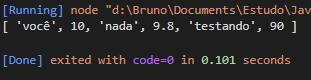 [Running] node "d:\Bruno\Documents\Estudo\Jav
[ 'você', 10, 'nada', 9.8, 'testando', 90 ]
[Done] exited with code=0 in 0.101 seconds